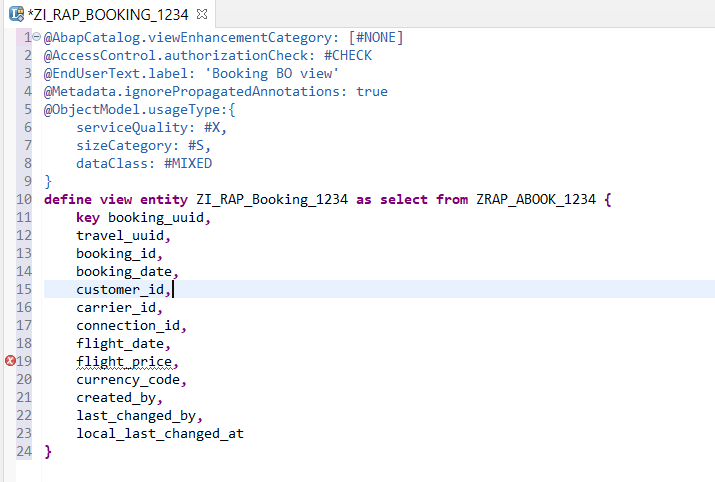 *ZI_RAP_BOOKING_1234
1 @AbapCatalog.viewEnhancementCategory: [#NONE]
2 @AccessControl.authorizationCheck: #CHECK
3 @EndUserText.label: 'Booking BO view'
4 @Metadata.ignorePropagatedAnnotations: true
5 @ObjectModel.usageType:{
6     serviceQuality: #X,
7     sizeCategory: #S,
8     dataClass: #MIXED
9 }
10 define view entity ZI_RAP_Booking_1234 as select from ZRAP_ABOOK_1234 {
11     key booking_uuid,
12     travel_uuid,
13     booking_id,
14     booking_date,
15     customer_id,
16     carrier_id,
17     connection_id,
18     flight_date,
19     flight_price,
20     currency_code,
21     created_by,
22     last_changed_by,
23     local_last_changed_at
24 }